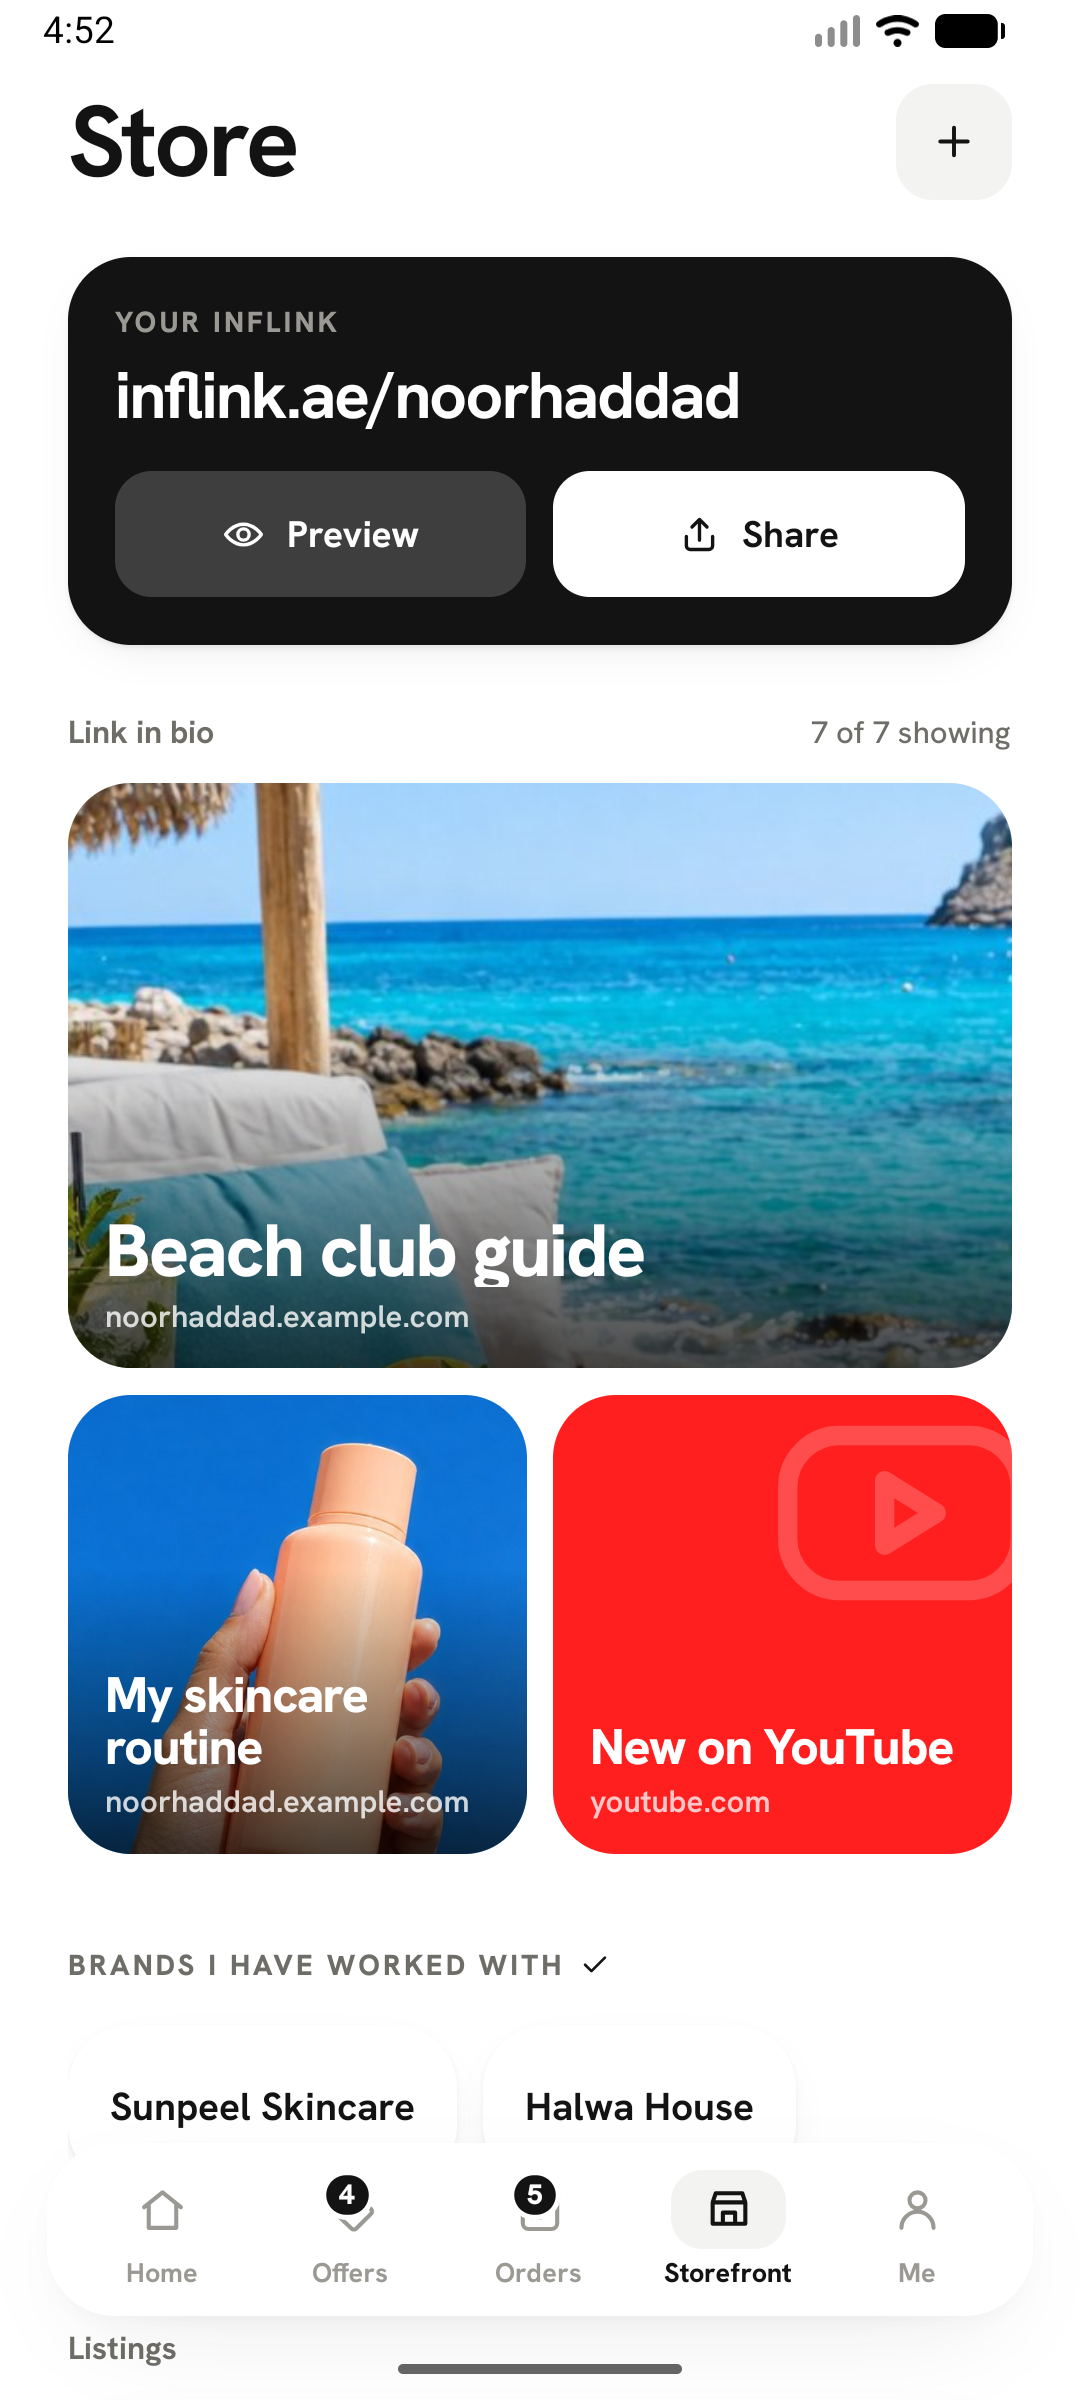 4:52
Store
YOUR INFLINK
inflink.ae/noorhaddad
Preview
Share
Link in bio
7 of 7 showing
Beach club guide
noorhaddad.example.com
My skincare
routine
noorhaddad.example.com
New on YouTube
youtube.com
BRANDS I HAVE WORKED WITH
Sunpeel Skincare
Halwa House
4
5
Home
Offers
Orders
Storefront
Me
Listings